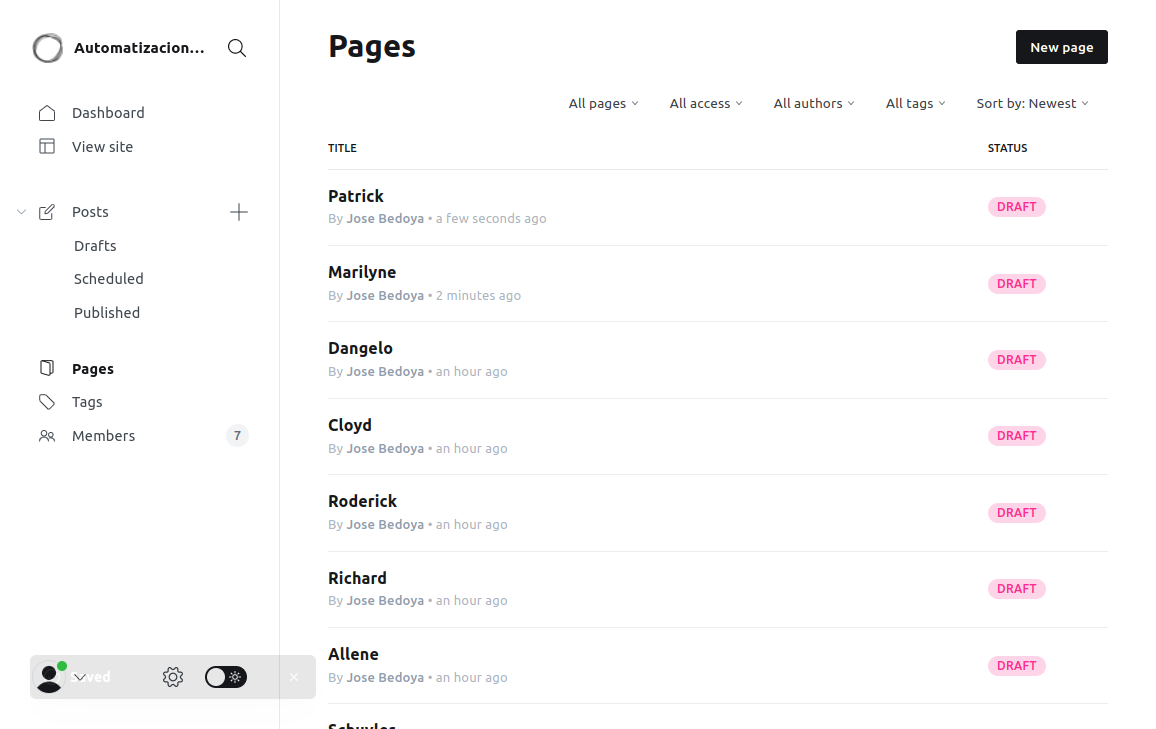 Automatizacion...
Dashboard
View site
Posts
Drafts
Scheduled
Published
Pages
Tags
Members 7
Pages
New page
All pages All access All authors All tags Sort by: Newest
TITLE STATUS
Patrick
By Jose Bedoya • a few seconds ago
DRAFT
Marilyne
By Jose Bedoya • 2 minutes ago
DRAFT
Dangelo
By Jose Bedoya • an hour ago
DRAFT
Cloyd
By Jose Bedoya • an hour ago
DRAFT
Roderick
By Jose Bedoya • an hour ago
DRAFT
Richard
By Jose Bedoya • an hour ago
DRAFT
Allene
By Jose Bedoya • an hour ago
DRAFT
Schuyler
Saved